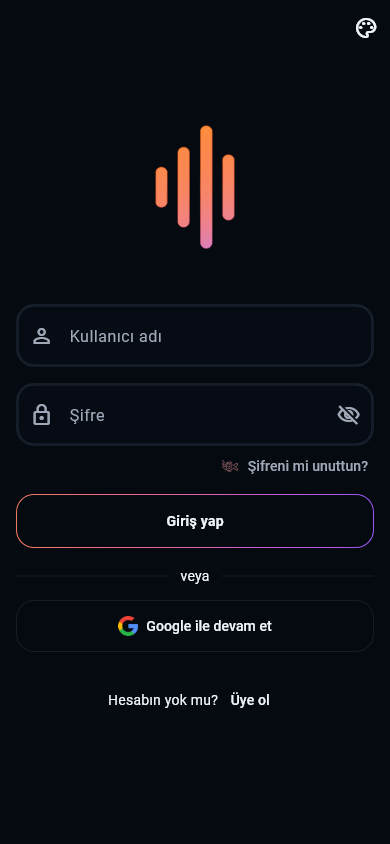 Kullanıcı adı
Şifre
Şifreni mi unuttun?
Giriş yap
veya
Google ile devam et
Hesabın yok mu? Üye ol